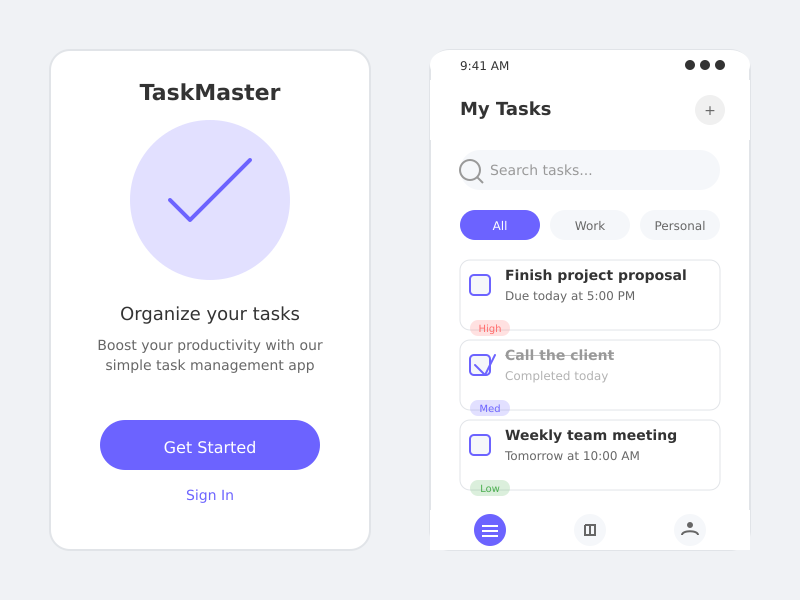 TaskMaster
Organize your tasks
Boost your productivity with our
simple task management app
Get Started
Sign In
9:41 AM
My Tasks
+
Search tasks...
All
Work
Personal
Finish project proposal
Due today at 5:00 PM
High
Call the client
Completed today
Med
Weekly team meeting
Tomorrow at 10:00 AM
Low